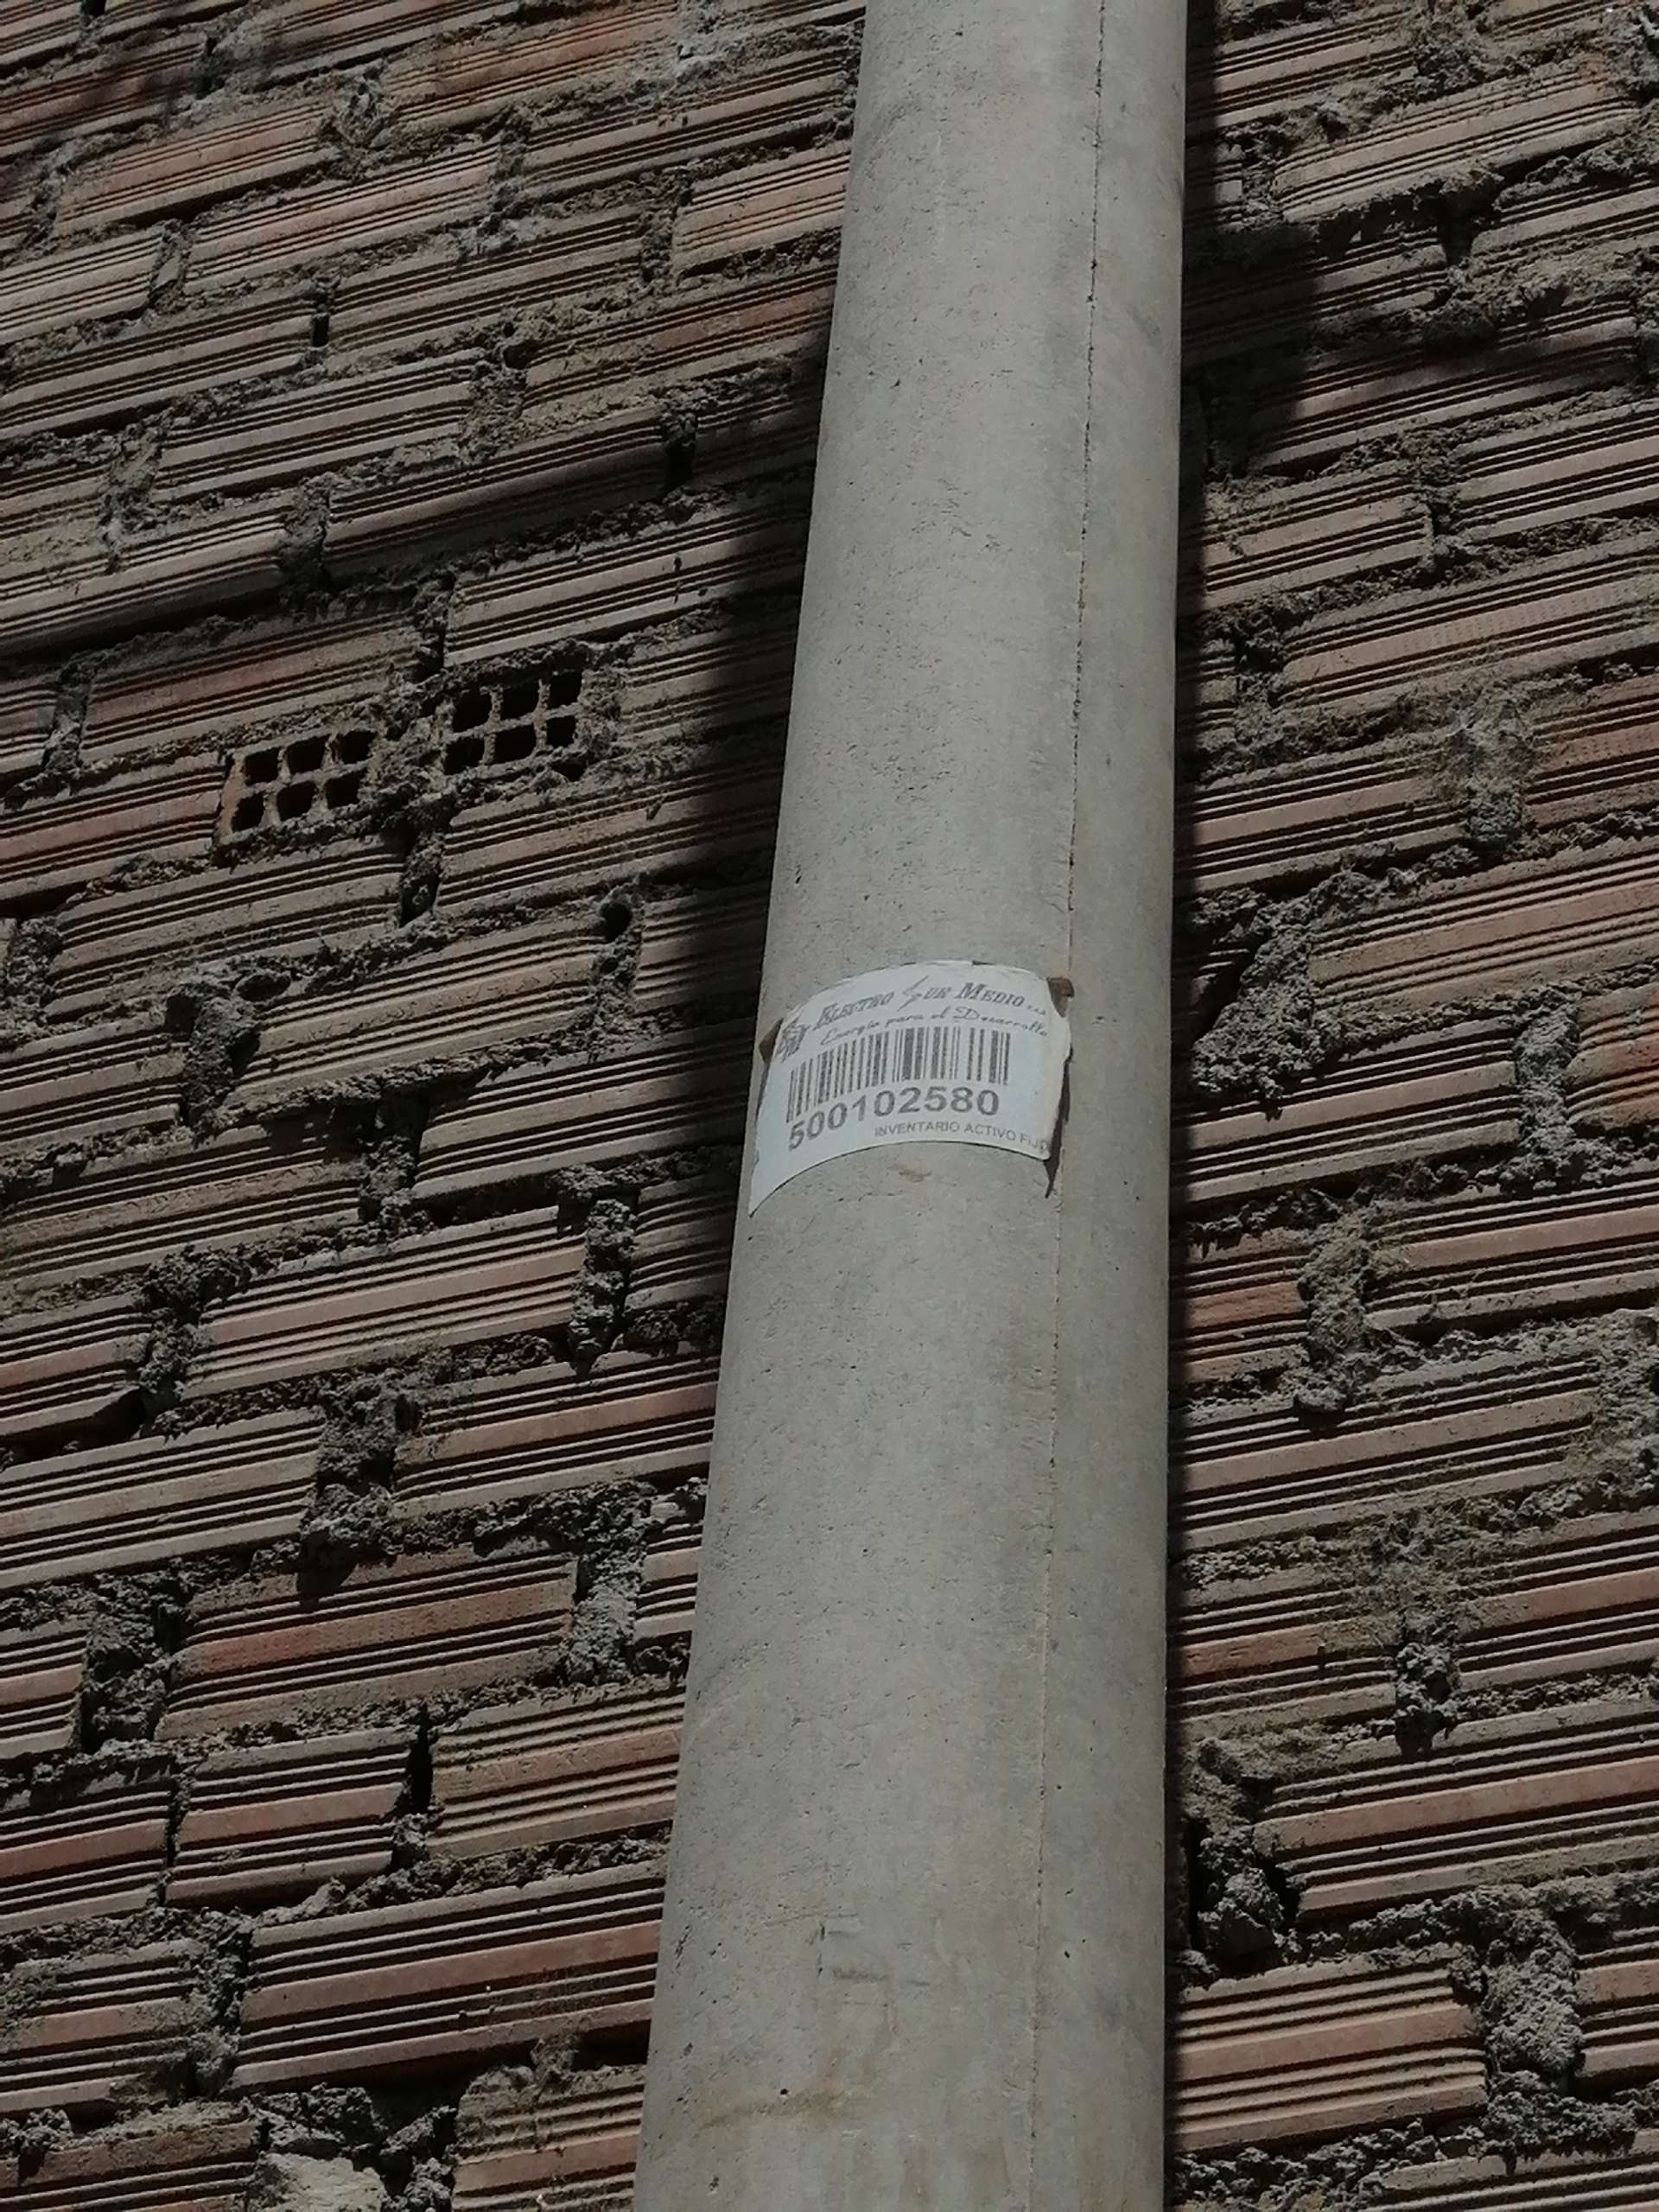 ELECTRO SUR MEDIO S.A.A.
Energía para el Desarrollo
500102580
INVENTARIO ACTIVO FIJO